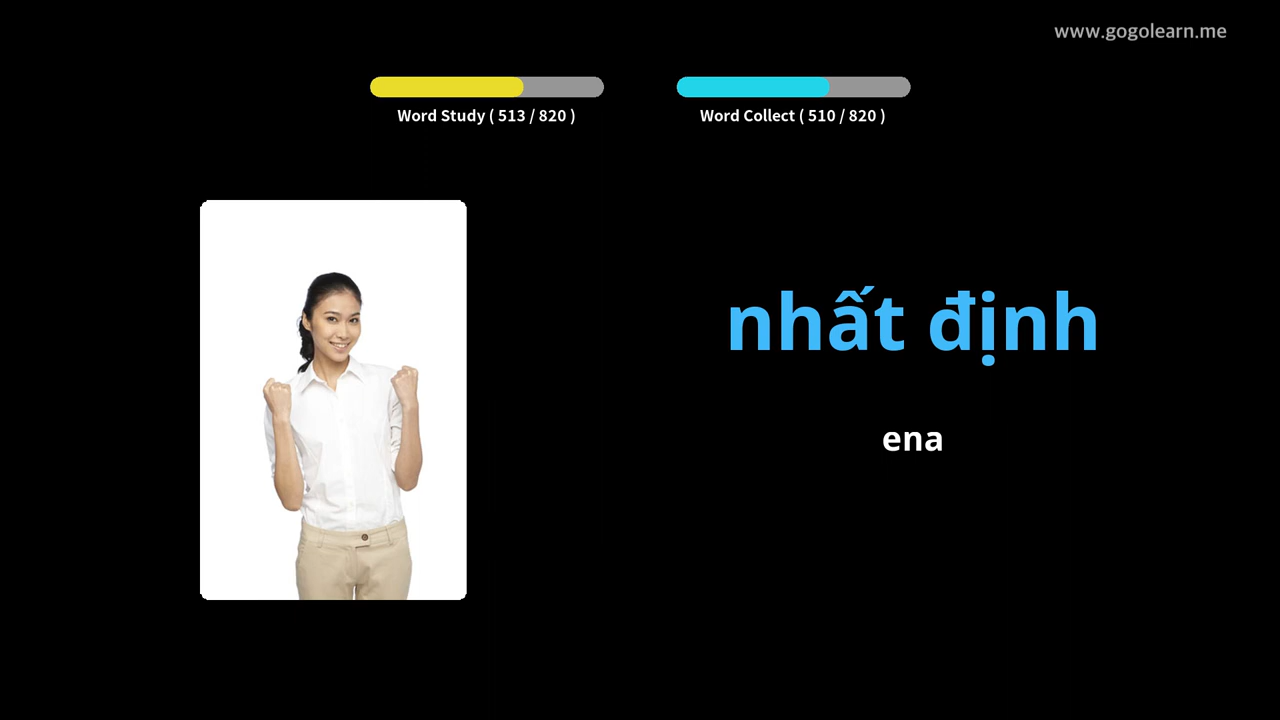 www.gogolearn.me
Word Study ( 513 / 820 )
Word Collect ( 510 / 820 )
nhất định
ena